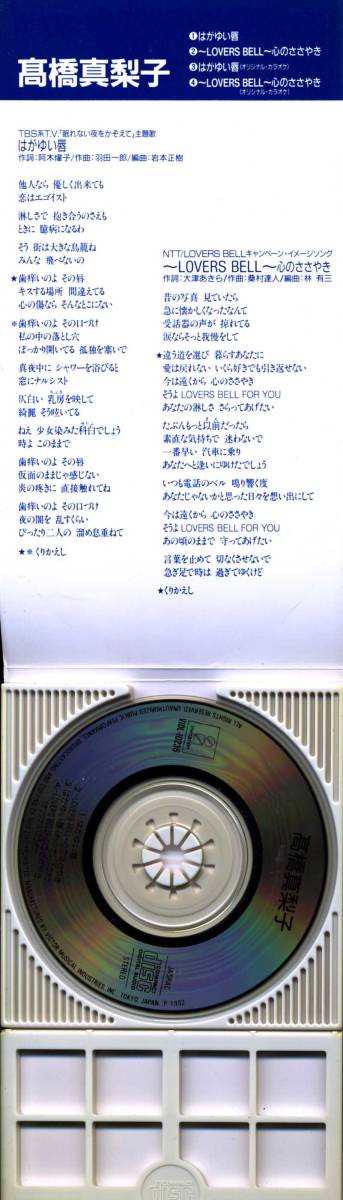 髙橋真梨子
❶はがゆい唇
❷〜LOVERS BELL〜心のささやき
❸はがゆい唇(オリジナル・カラオケ)
❹〜LOVERS BELL〜心のささやき
(オリジナル・カラオケ)
TBS系T.V.「眠れない夜をかぞえて」主題歌
はがゆい唇
作詞:阿木燿子/作曲:羽田一郎/編曲:岩本正樹
他人なら 優しく出来ても
恋はエゴイスト
淋しさで 抱き合うのさえも
ときに 臆病になるわ
そう 街は大きな鳥籠ね
みんな 飛べないの
★歯痒いのよ その唇
キスする場所 間違えてる
心の傷なら そんなとこにない
※歯痒いのよ その口づけ
私の中の落とし穴
ぽっかり開いてる 孤独を塞いで
真夜中に シャワーを浴びると
窓にナルシスト
仄白い 乳房を映して
綺麗 そう呟いてる
ねえ 少女染みた科白でしょう
時よ このままで
歯痒いのよ その唇
仮面のままじゃ感じない
炎の疼きに 直接触れてね
歯痒いのよ その口づけ
夜の闇を 乱すくらい
ぴったり二人の 溜め息重ねて
★※くりかえし
NTT/LOVERS BELLキャンペーン・イメージソング
〜LOVERS BELL〜心のささやき
作詞:大津あきら/作曲:桑村達人/編曲:林 有三
昔の写真 見ていたら
急に懐かしくなったなんて
受話器の声が 掠れてる
涙ならそっと我慢をして
★違う道を選び 暮らすあなたに
愛は戻れない いくら好きでも引き返せない
今は遠くから 心のささやき
そうよ LOVERS BELL FOR YOU
あなたの淋しさ さらってあげたい
たぶんもっと以前だったら
素直な気持ちで 迷わないで
一番早い 汽車に乗り
あなたへと逢いにゆけたでしょう
いつも電話のベル 鳴り響く度
あなたじゃないかと思った日々を想い出にして
今は遠くから 心のささやき
そうよ LOVERS BELL FOR YOU
あの頃のままで 守ってあげたい
言葉を止めて 切なくさせないで
急ぎ足で時は 過ぎてゆくけど
★くりかえし
ALL RIGHTS RESERVED. UNAUTHORIZED PUBLIC PERFORMANCE, BROADCASTING
VIDL-10238
髙橋真梨子
JASRAC
COMPACT
disc
DIGITAL AUDIO
STEREO
MANUFACTURED BY VICTOR MUSICAL INDUSTRIES, INC. TOKYO, JAPAN ℗ 1992